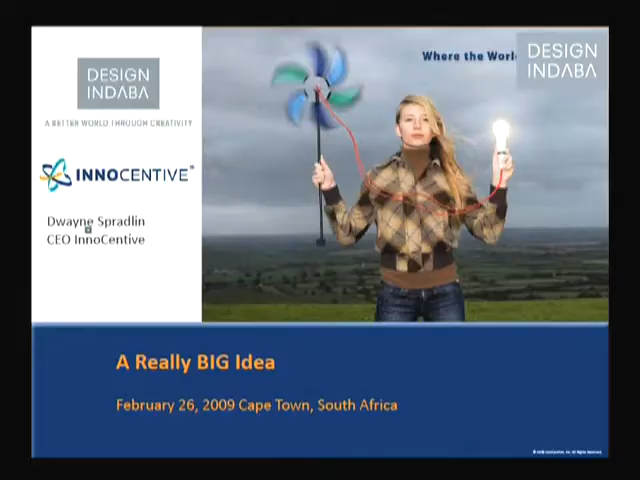 DESIGN
INDABA
A BETTER WORLD THROUGH CREATIVITY
INNOCENTIVE
Dwayne Spradlin
CEO InnoCentive
Where the Worl
DESIGN
INDABA
A Really BIG Idea
February 26, 2009 Cape Town, South Africa